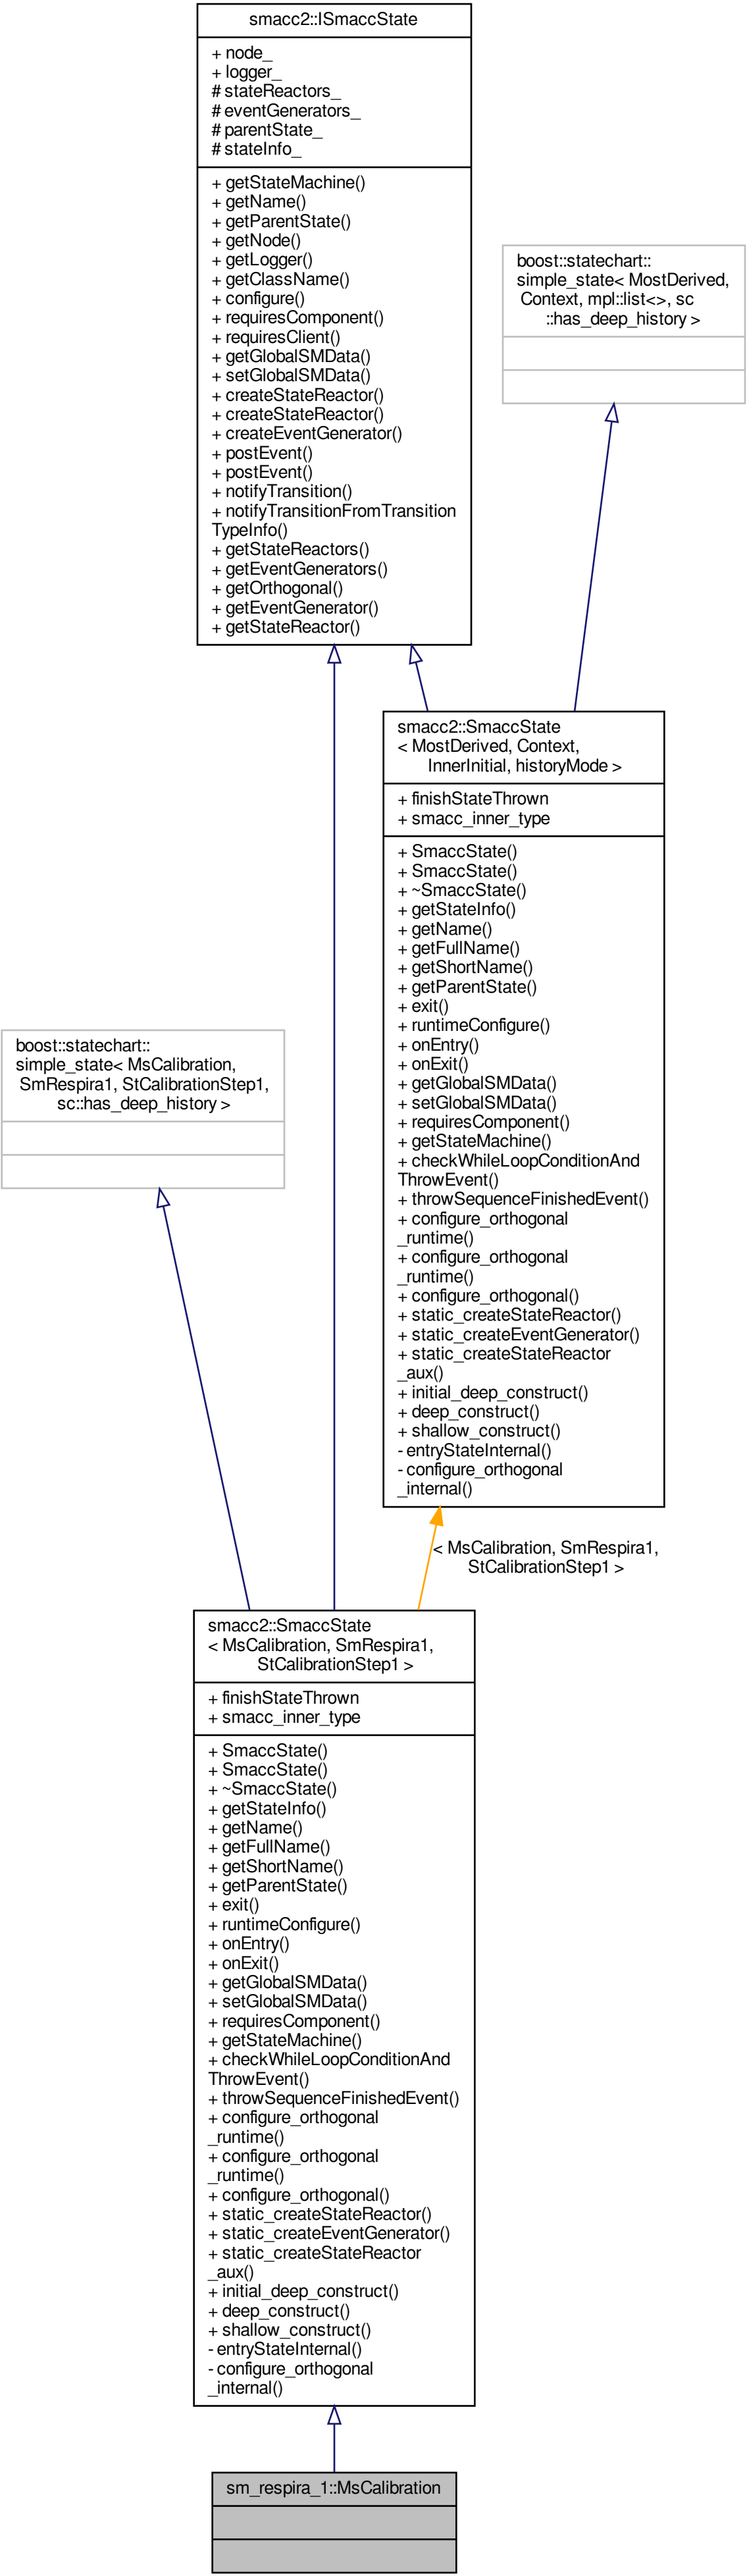 smacc2::ISmaccState
+ node_
+ logger_
# stateReactors_
# eventGenerators_
# parentState_
# stateInfo_
+ getStateMachine()
+ getName()
+ getParentState()
+ getNode()
+ getLogger()
+ getClassName()
+ configure()
+ requiresComponent()
+ requiresClient()
+ getGlobalSMData()
+ setGlobalSMData()
+ createStateReactor()
+ createStateReactor()
+ createEventGenerator()
+ postEvent()
+ postEvent()
+ notifyTransition()
+ notifyTransitionFromTransition
TypeInfo()
+ getStateReactors()
+ getEventGenerators()
+ getOrthogonal()
+ getEventGenerator()
+ getStateReactor()
boost::statechart::
simple_state< MostDerived,
Context, mpl::list<>, sc
::has_deep_history >
smacc2::SmaccState
< MostDerived, Context,
InnerInitial, historyMode >
+ finishStateThrown
+ smacc_inner_type
+ SmaccState()
+ SmaccState()
+ ~SmaccState()
+ getStateInfo()
+ getName()
+ getFullName()
+ getShortName()
+ getParentState()
+ exit()
+ runtimeConfigure()
+ onEntry()
+ onExit()
+ getGlobalSMData()
+ setGlobalSMData()
+ requiresComponent()
+ getStateMachine()
+ checkWhileLoopConditionAnd
ThrowEvent()
+ throwSequenceFinishedEvent()
+ configure_orthogonal
_runtime()
+ configure_orthogonal
_runtime()
+ configure_orthogonal()
+ static_createStateReactor()
+ static_createEventGenerator()
+ static_createStateReactor
_aux()
+ initial_deep_construct()
+ deep_construct()
+ shallow_construct()
- entryStateInternal()
- configure_orthogonal
_internal()
boost::statechart::
simple_state< MsCalibration,
SmRespira1, StCalibrationStep1,
sc::has_deep_history >
< MsCalibration, SmRespira1,
StCalibrationStep1 >
smacc2::SmaccState
< MsCalibration, SmRespira1,
StCalibrationStep1 >
+ finishStateThrown
+ smacc_inner_type
+ SmaccState()
+ SmaccState()
+ ~SmaccState()
+ getStateInfo()
+ getName()
+ getFullName()
+ getShortName()
+ getParentState()
+ exit()
+ runtimeConfigure()
+ onEntry()
+ onExit()
+ getGlobalSMData()
+ setGlobalSMData()
+ requiresComponent()
+ getStateMachine()
+ checkWhileLoopConditionAnd
ThrowEvent()
+ throwSequenceFinishedEvent()
+ configure_orthogonal
_runtime()
+ configure_orthogonal
_runtime()
+ configure_orthogonal()
+ static_createStateReactor()
+ static_createEventGenerator()
+ static_createStateReactor
_aux()
+ initial_deep_construct()
+ deep_construct()
+ shallow_construct()
- entryStateInternal()
- configure_orthogonal
_internal()
sm_respira_1::MsCalibration